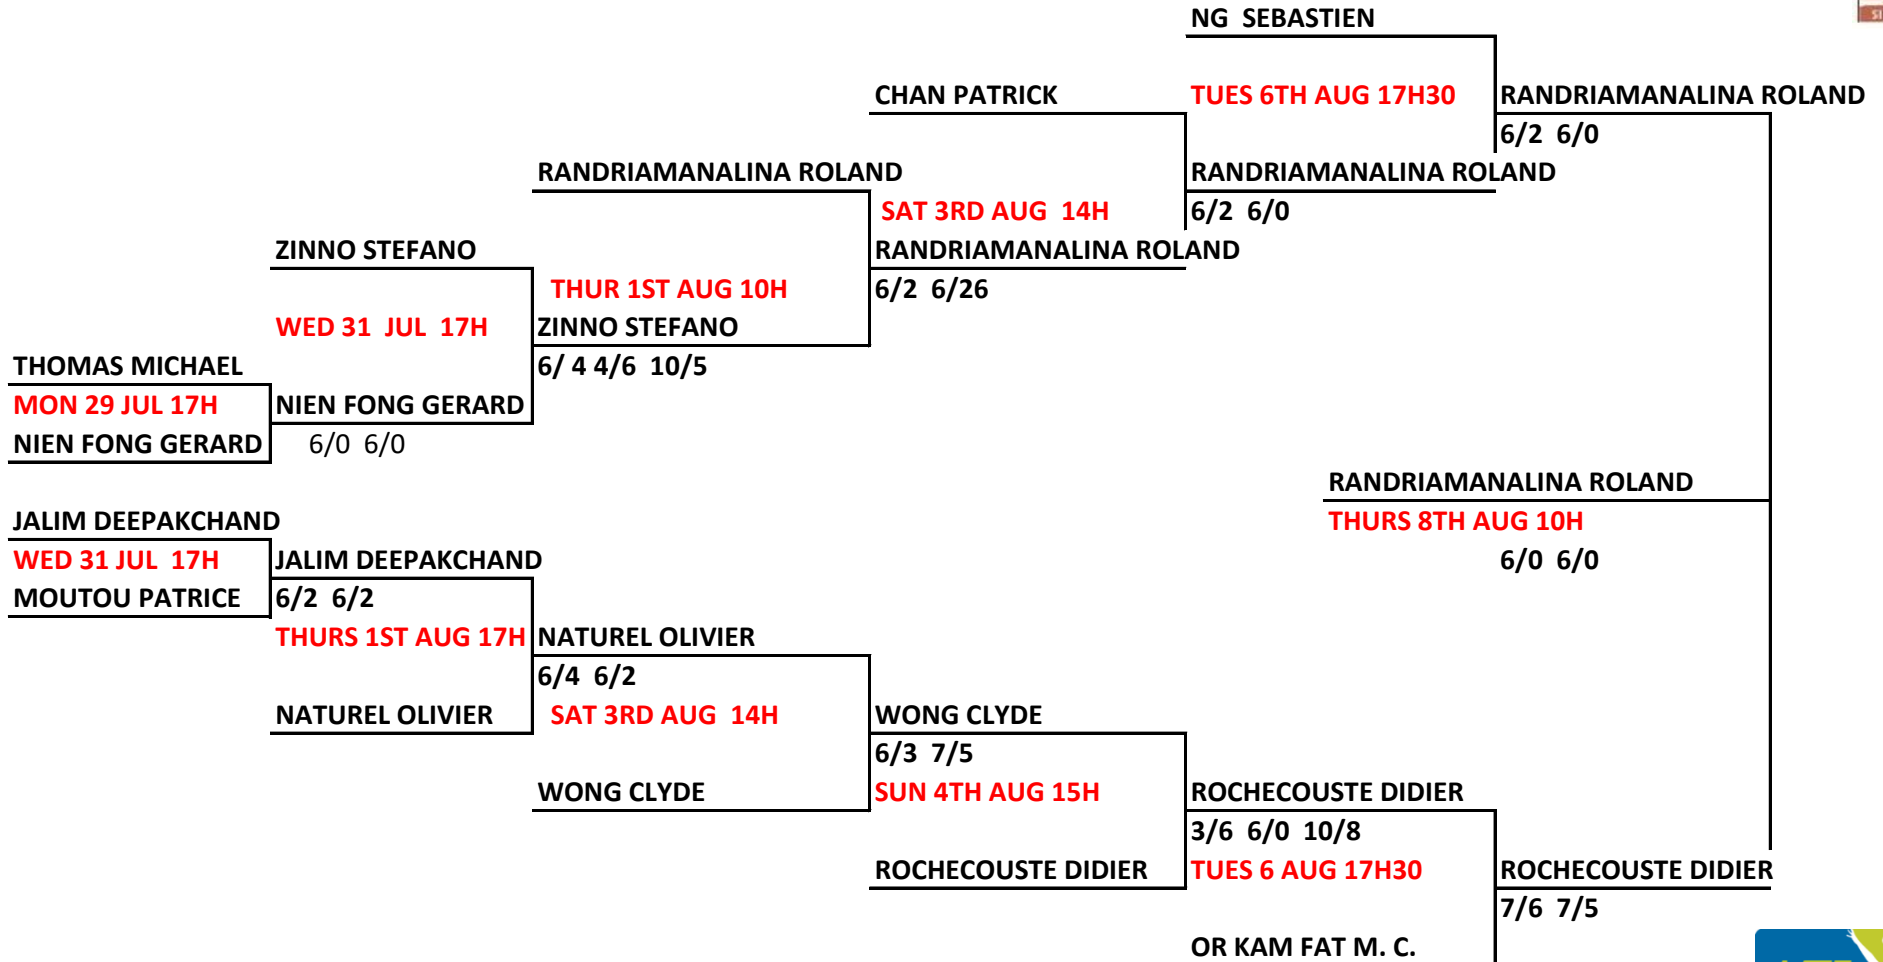 NG  SEBASTIEN
CHAN PATRICK
TUES 6TH AUG 17H30
RANDRIAMANALINA ROLAND
6/2  6/0
RANDRIAMANALINA ROLAND
RANDRIAMANALINA ROLAND
SAT 3RD AUG  14H
6/2  6/0
ZINNO STEFANO
RANDRIAMANALINA ROLAND
THUR 1ST AUG 10H
6/2  6/26
WED 31  JUL  17H
ZINNO STEFANO
THOMAS MICHAEL
6/ 4 4/6  10/5
MON 29 JUL 17H
NIEN FONG GERARD
NIEN FONG GERARD
6/0  6/0
RANDRIAMANALINA ROLAND
JALIM DEEPAKCHAND
THURS 8TH AUG 10H
WED 31 JUL  17H
JALIM DEEPAKCHAND
6/0  6/0
MOUTOU PATRICE
6/2  6/2
THURS 1ST AUG 17H
NATUREL OLIVIER
6/4  6/2
NATUREL OLIVIER
SAT 3RD AUG  14H
WONG CLYDE
6/3  7/5
WONG CLYDE
SUN 4TH AUG 15H
ROCHECOUSTE DIDIER
3/6  6/0  10/8
ROCHECOUSTE DIDIER
TUES 6 AUG 17H30
ROCHECOUSTE DIDIER
7/6  7/5
OR KAM FAT M. C.